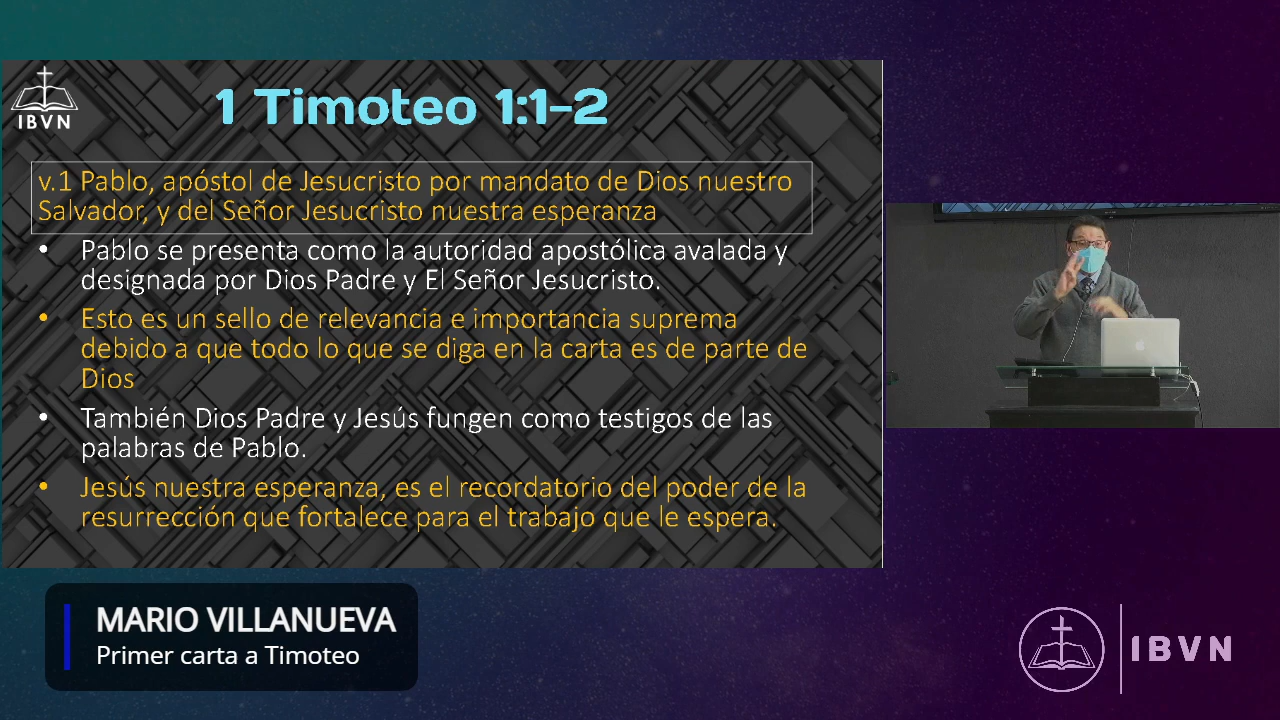 IBVN
1 Timoteo 1:1-2
v.1 Pablo, apóstol de Jesucristo por mandato de Dios nuestro
Salvador, y del Señor Jesucristo nuestra esperanza
• Pablo se presenta como la autoridad apostólica avalada y
designada por Dios Padre y El Señor Jesucristo.
• Esto es un sello de relevancia e importancia suprema
debido a que todo lo que se diga en la carta es de parte de
Dios
• También Dios Padre y Jesús fungen como testigos de las
palabras de Pablo.
• Jesús nuestra esperanza, es el recordatorio del poder de la
resurrección que fortalece para el trabajo que le espera.
MARIO VILLANUEVA
Primer carta a Timoteo
IBVN